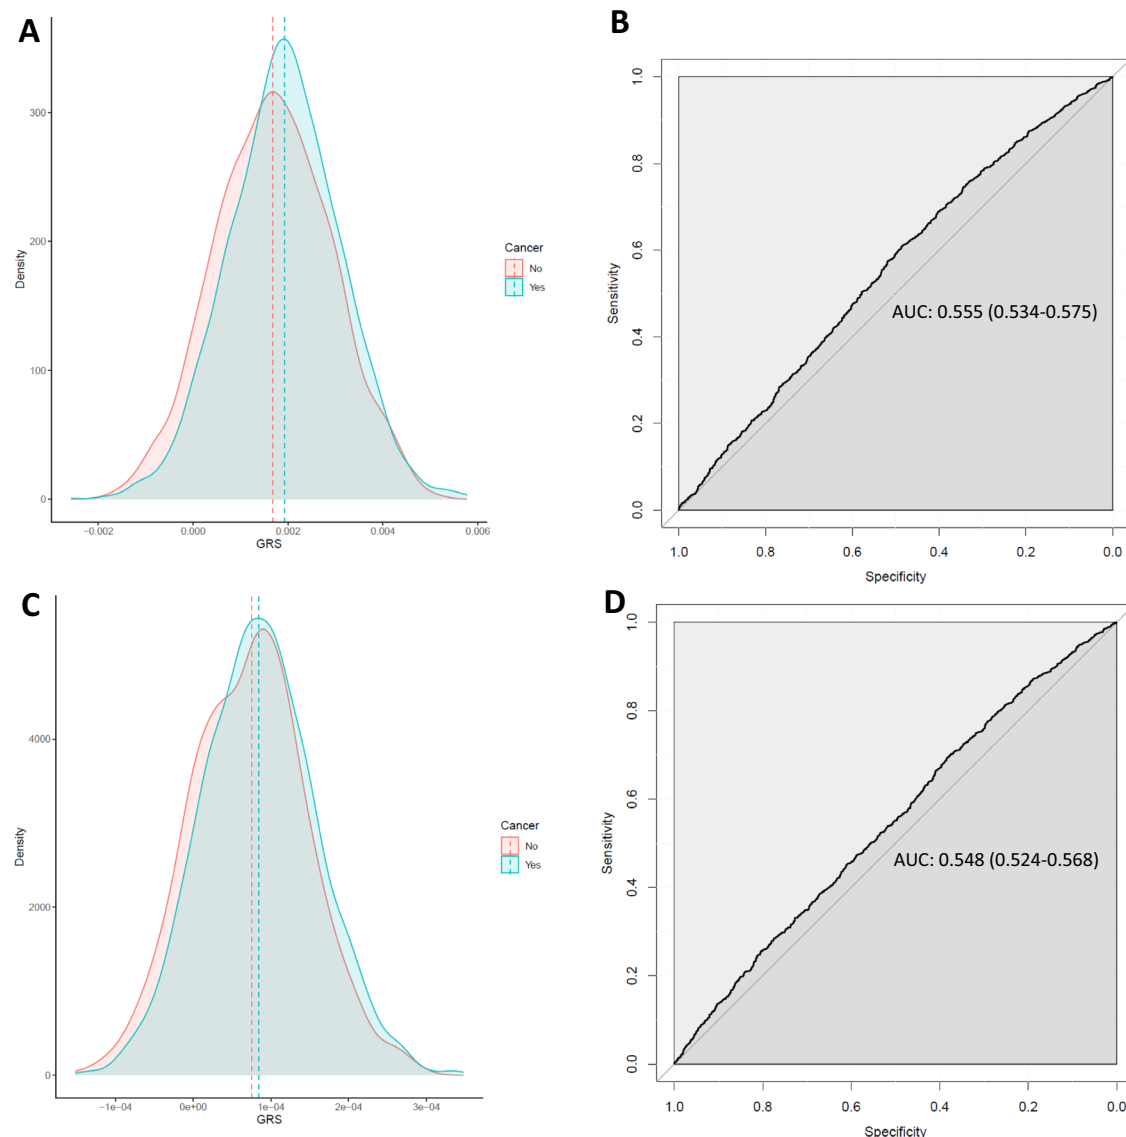 A
Density
300
200
100
0
−0.002
0.000
0.002
0.004
0.006
GRS
Cancer
No
Yes
B
Sensitivity
1.0
0.8
0.6
0.4
0.2
0.0
AUC: 0.555 (0.534-0.575)
1.0
0.8
0.6
0.4
0.2
0.0
Specificity
C
Density
4000
2000
0
−1e−04
0e+00
1e−04
2e−04
3e−04
GRS
Cancer
No
Yes
D
Sensitivity
1.0
0.8
0.6
0.4
0.2
0.0
AUC: 0.548 (0.524-0.568)
1.0
0.8
0.6
0.4
0.2
0.0
Specificity